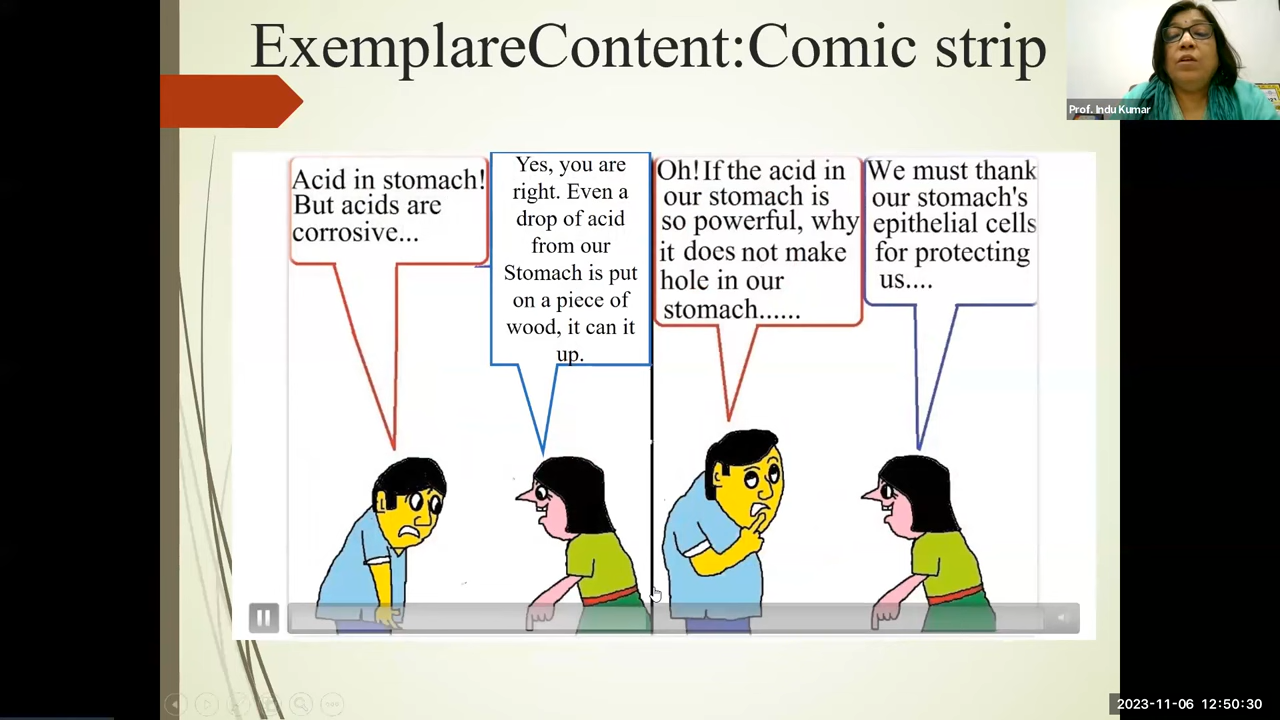 ExemplareContent:Comic strip
Prof. Indu Kumar
Acid in stomach!
But acids are
corrosive...
Yes, you are
right. Even a
drop of acid
from our
Stomach is put
on a piece of
wood, it can it
up.
Oh! If the acid in
our stomach is
so powerful, why
it does not make
hole in our
stomach......
We must thank
our stomach's
epithelial cells
for protecting
us....
2023-11-06 12:50:30